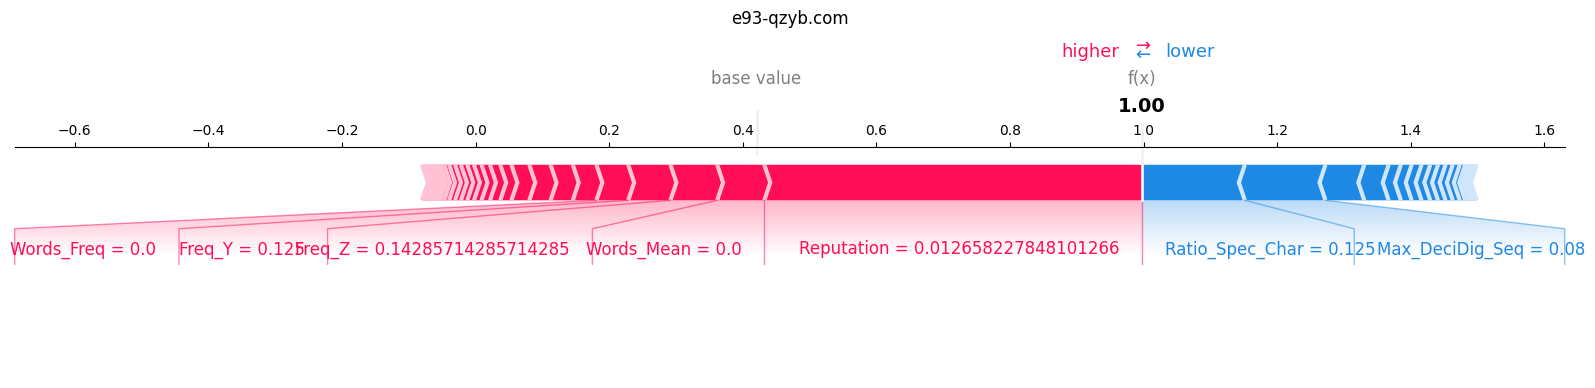 e93-qzyb.com
higher ⇄ lower
base value f(x)
1.00
−0.6 −0.4 −0.2 0.0 0.2 0.4 0.6 0.8 1.0 1.2 1.4 1.6
Words_Freq = 0.0 Freq_Y = 0.125 Freq_Z = 0.14285714285714285 Words_Mean = 0.0 Reputation = 0.012658227848101266 Ratio_Spec_Char = 0.125 Max_DeciDig_Seq = 0.08